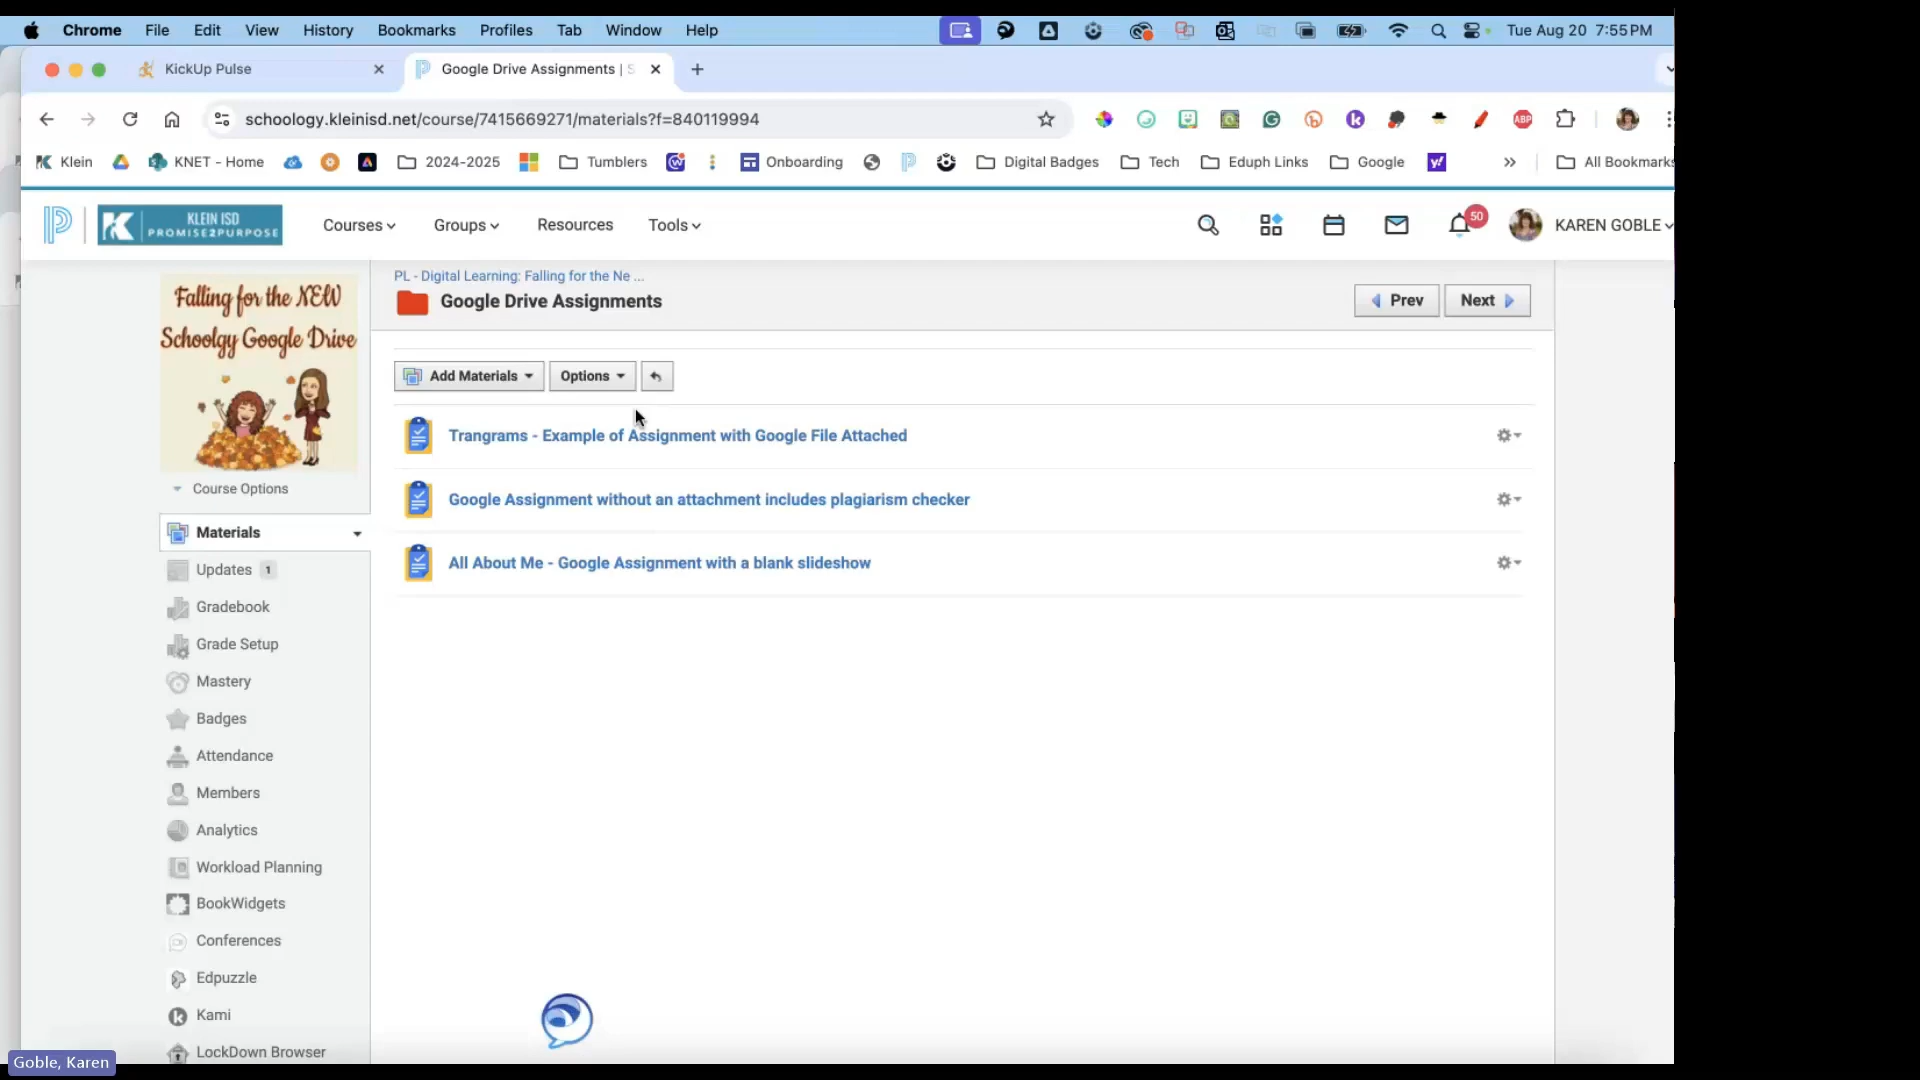 Chrome File Edit View History Bookmarks Profiles Tab Window Help Tue Aug 20 7:55 PM
KickUp Pulse Google Drive Assignments | S
schoology.kleinisd.net/course/7415669271/materials?f=840119994 ABP
Klein KNET - Home 2024-2025 Tumblers Onboarding Digital Badges Tech Eduph Links Google y! All Bookmarks
KLEIN ISD
PROMISE2PURPOSE
Courses Groups Resources Tools 50 KAREN GOBLE
Falling for the NEW
Schoolgy Google Drive
Course Options
Materials
Updates 1
Gradebook
Grade Setup
Mastery
Badges
Attendance
Members
Analytics
Workload Planning
BookWidgets
Conferences
Edpuzzle
Kami
LockDown Browser
PL - Digital Learning: Falling for the Ne ...
Google Drive Assignments
Prev Next
Add Materials Options
Trangrams - Example of Assignment with Google File Attached
Google Assignment without an attachment includes plagiarism checker
All About Me - Google Assignment with a blank slideshow
Goble, Karen